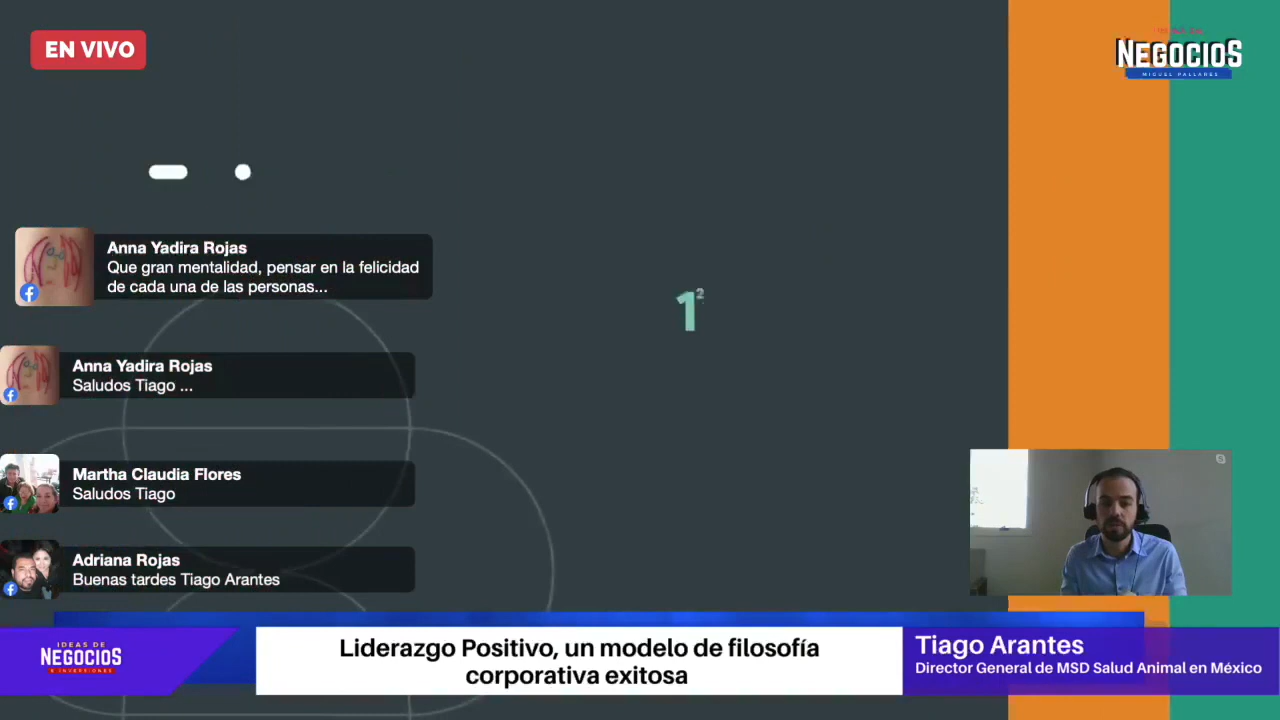 EN VIVO
NEGOCIOS
MIGUEL PALLARES
Anna Yadira Rojas
Que gran mentalidad, pensar en la felicidad
de cada una de las personas...
1²
Anna Yadira Rojas
Saludos Tiago ...
Martha Claudia Flores
Saludos Tiago
Adriana Rojas
Buenas tardes Tiago Arantes
IDEAS DE
NEGOCIOS
E INVERSIONES
Liderazgo Positivo, un modelo de filosofía
corporativa exitosa
Tiago Arantes
Director General de MSD Salud Animal en México